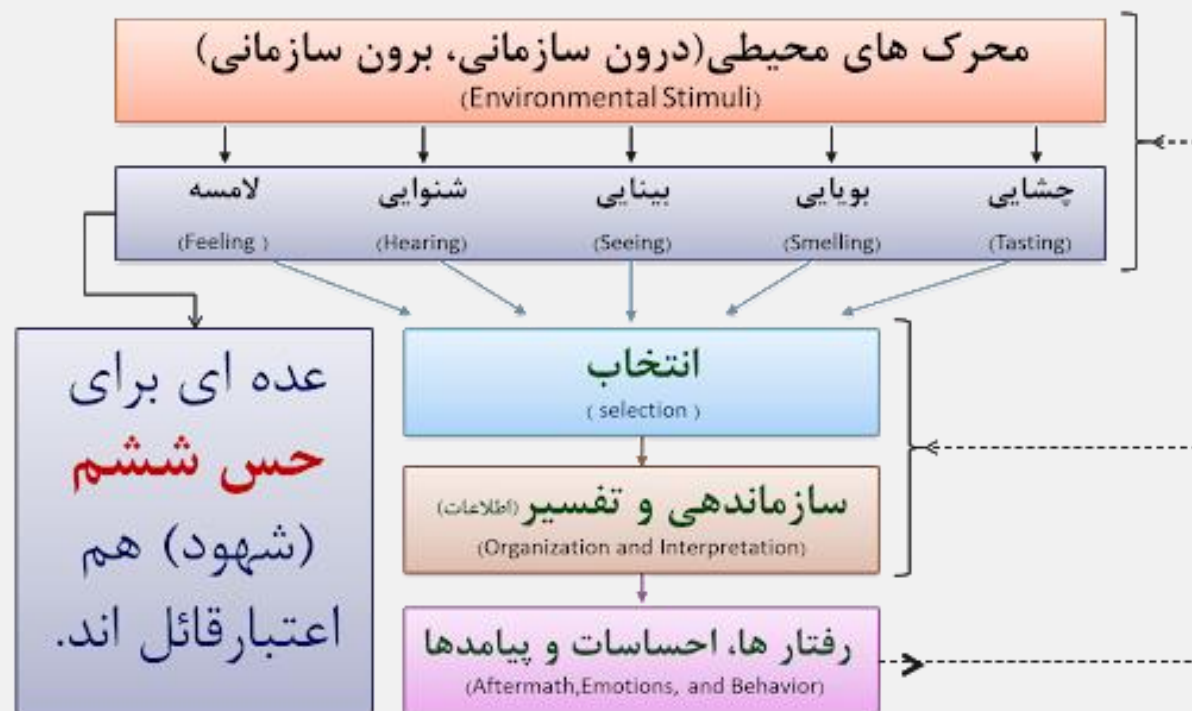 محرک های محیطی(درون سازمانی، برون سازمانی)
(Environmental Stimuli)
چشایی بویایی بینایی شنوایی لامسه
(Tasting) (Smelling) (Seeing) (Hearing) (Feeling )
انتخاب
( selection )
سازماندهی و تفسیر(اطلاعات)
(Organization and Interpretation)
رفتار ها، احساسات و پیامدها
(Aftermath,Emotions, and Behavior)
عده ای برای
حس ششم
(شهود) هم
اعتبارقائل اند.